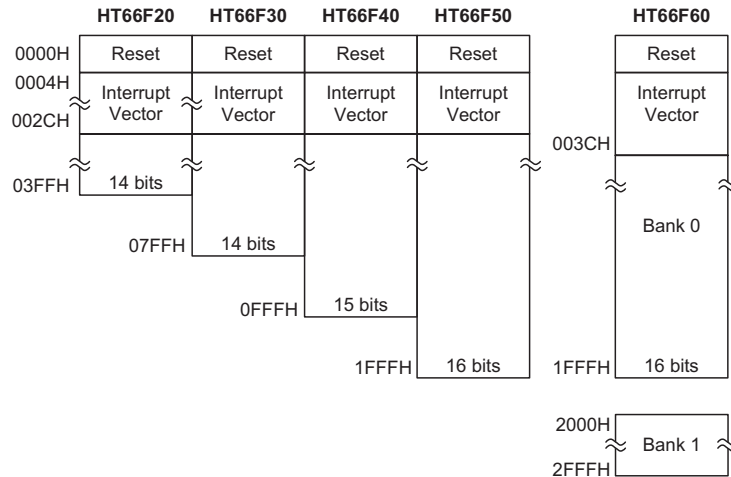 HT66F20 HT66F30 HT66F40 HT66F50 HT66F60
0000H Reset Reset Reset Reset Reset
0004H
Interrupt Interrupt Interrupt Interrupt Interrupt
Vector Vector Vector Vector Vector
002CH
003CH
03FFH 14 bits
Bank 0
07FFH 14 bits
0FFFH 15 bits
1FFFH 16 bits 1FFFH 16 bits
2000H
Bank 1
2FFFH